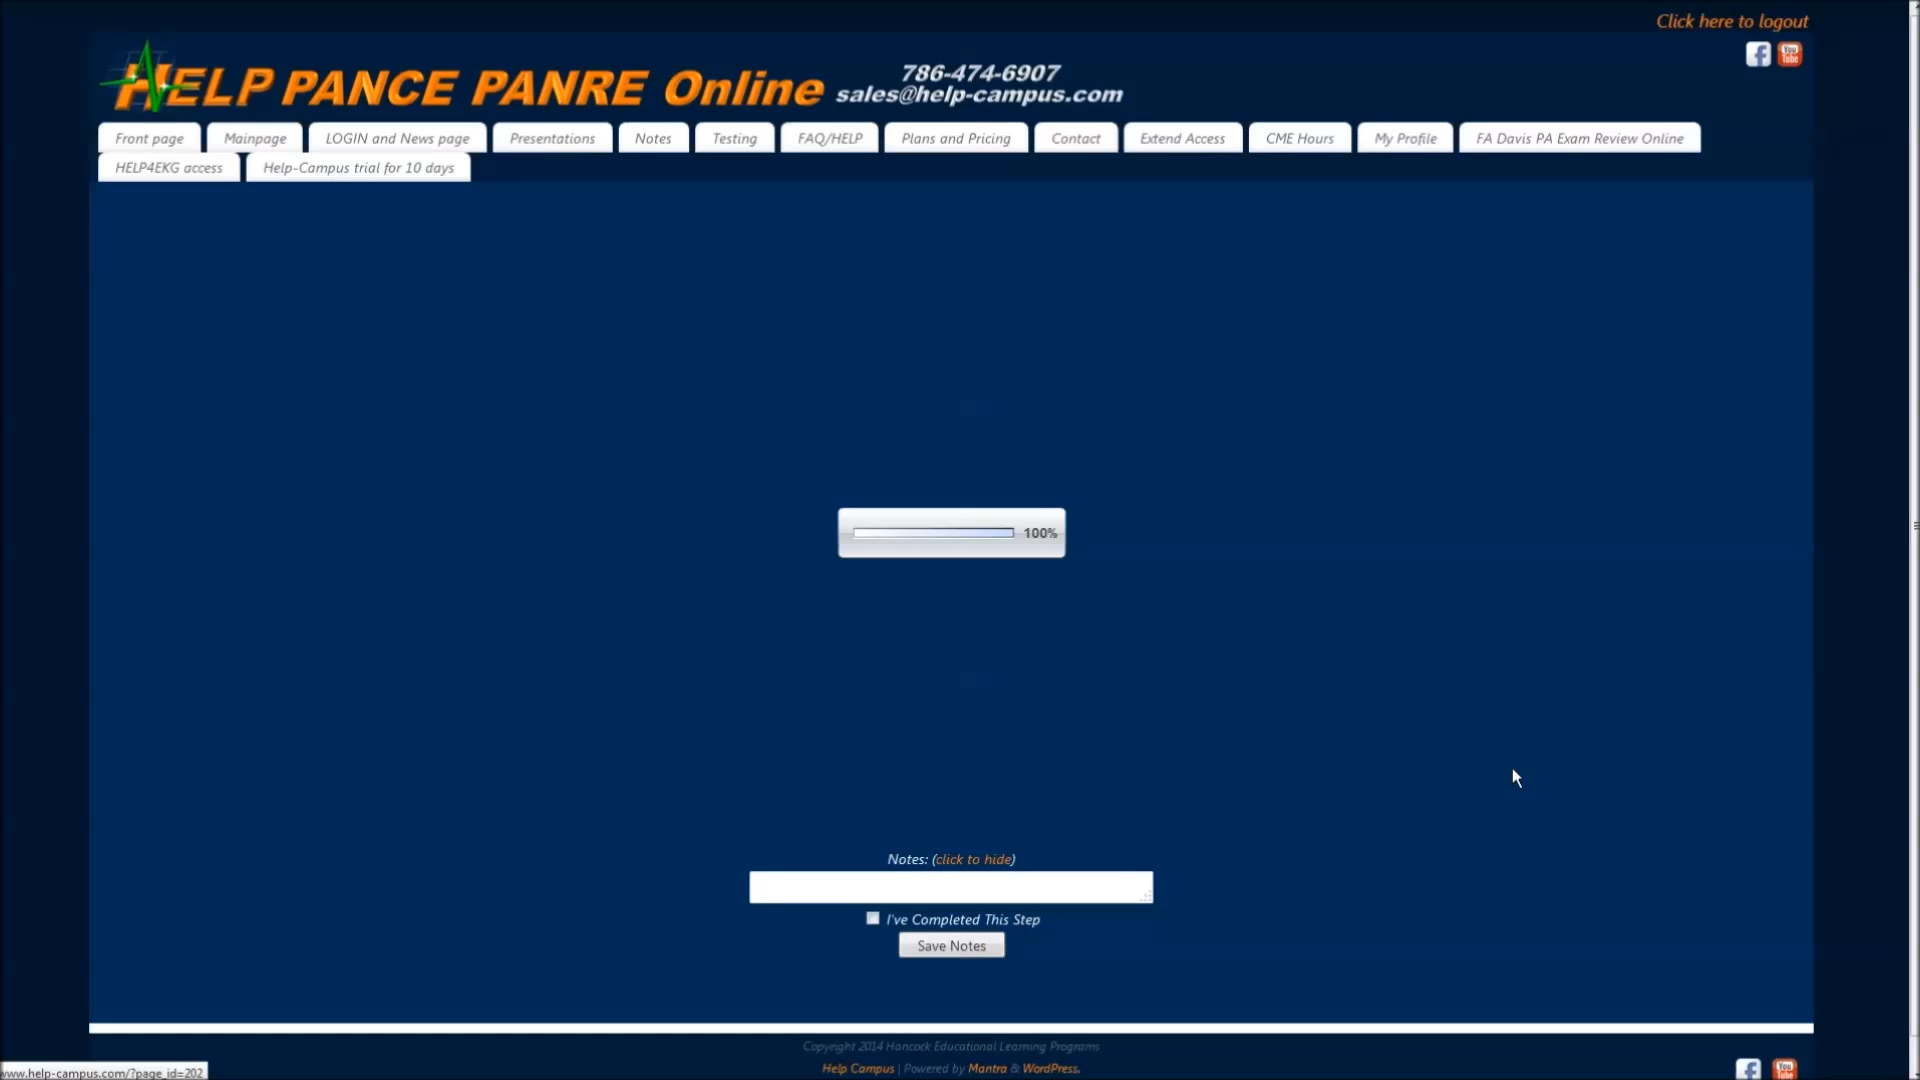 Click here to logout
HELP PANCE PANRE Online
786-474-6907
sales@help-campus.com
Front page
Mainpage
LOGIN and News page
Presentations
Notes
Testing
FAQ/HELP
Plans and Pricing
Contact
Extend Access
CME Hours
My Profile
FA Davis PA Exam Review Online
HELP4EKG access
Help-Campus trial for 10 days
100%
Notes: (click to hide)
I've Completed This Step
Save Notes
Copyright 2014 Hancock Educational Learning Programs
Help Campus | Powered by Mantra & WordPress.
www.help-campus.com/?page_id=202
You Tube
You Tube